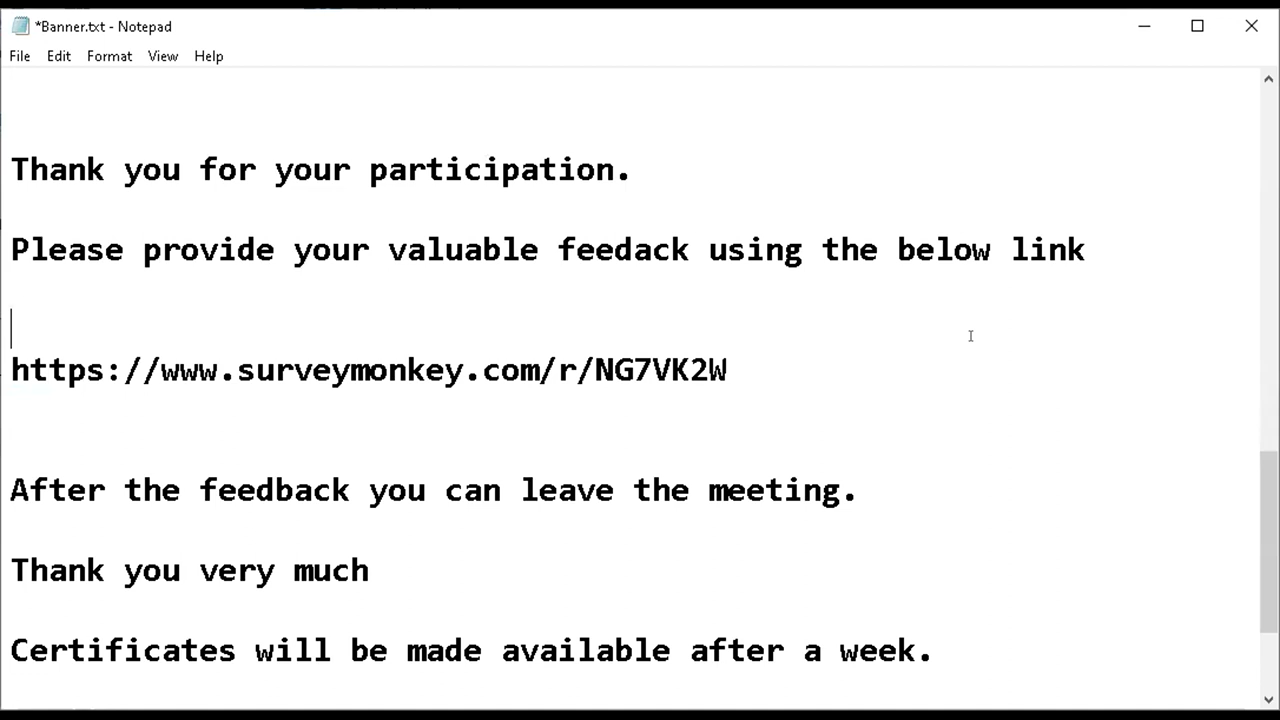 *Banner.txt - Notepad
File Edit Format View Help
Thank you for your participation.
Please provide your valuable feedack using the below link
https://www.surveymonkey.com/r/NG7VK2W
After the feedback you can leave the meeting.
Thank you very much
Certificates will be made available after a week.